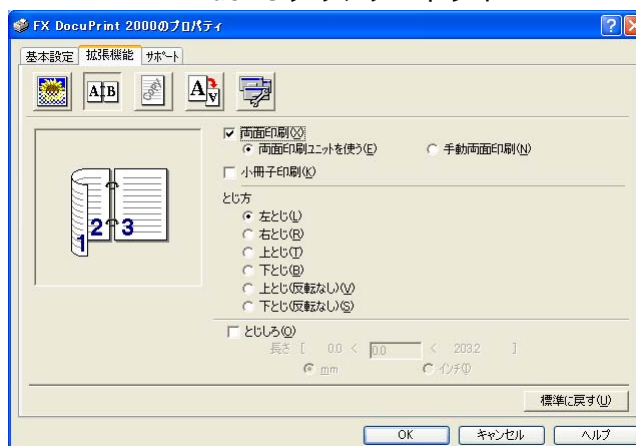 FX DocuPrint 2000のプロパティ
基本設定 拡張機能 サポート
A B
A A
両面印刷(X)
両面印刷ユニットを使う(E) 手動両面印刷(N)
小冊子印刷(K)
とじ方
左とじ(L)
右とじ(R)
上とじ(T)
下とじ(B)
上とじ(反転なし)(V)
下とじ(反転なし)(S)
1 2 3
とじしろ(O)
長さ [ 0.0 < 0.0 < 203.2 ]
mm インチ(I)
標準に戻す(U)
OK キャンセル ヘルプ